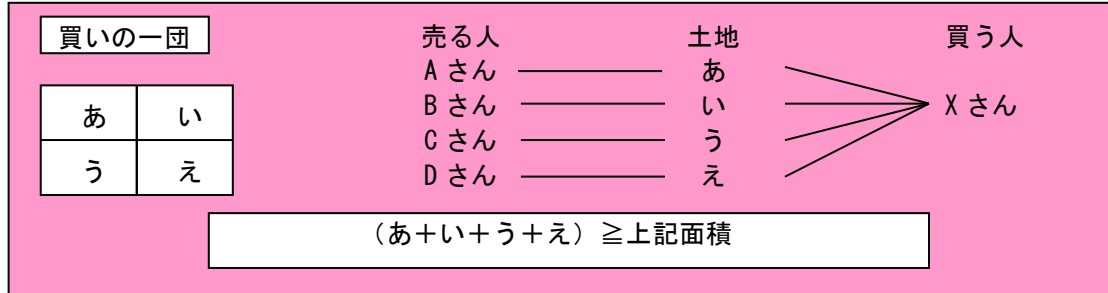 買いの一団
売る人 土地 買う人
Aさん あ
Bさん い Xさん
Cさん う
Dさん え
あ い
う え
（あ＋い＋う＋え）≧上記面積